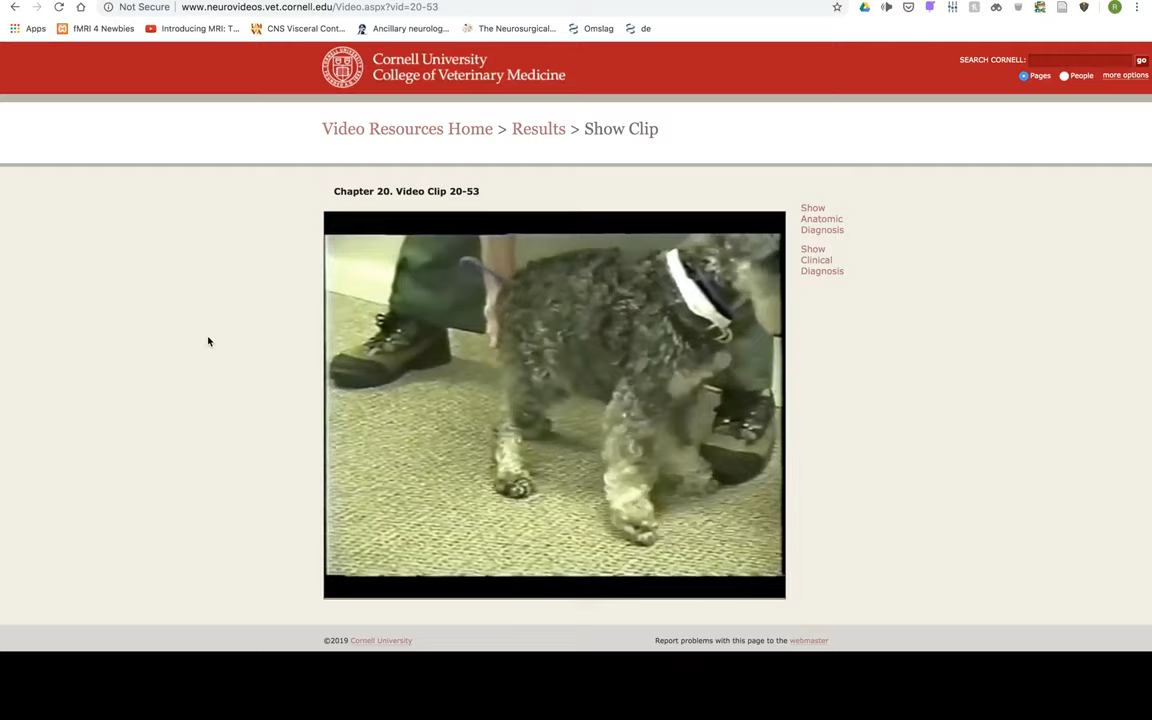 Not Secure www.neurovideos.vet.cornell.edu/Video.aspx?vid=20-53 R
Apps fMRI 4 Newbies Introducing MRI: T... CNS Visceral Cont... Ancillary neurolog... The Neurosurgical... Omslag de
Cornell University
College of Veterinary Medicine
SEARCH CORNELL: go
Pages People more options
Video Resources Home > Results > Show Clip
Chapter 20. Video Clip 20-53
Show
Anatomic
Diagnosis
Show
Clinical
Diagnosis
©2019 Cornell University
Report problems with this page to the webmaster